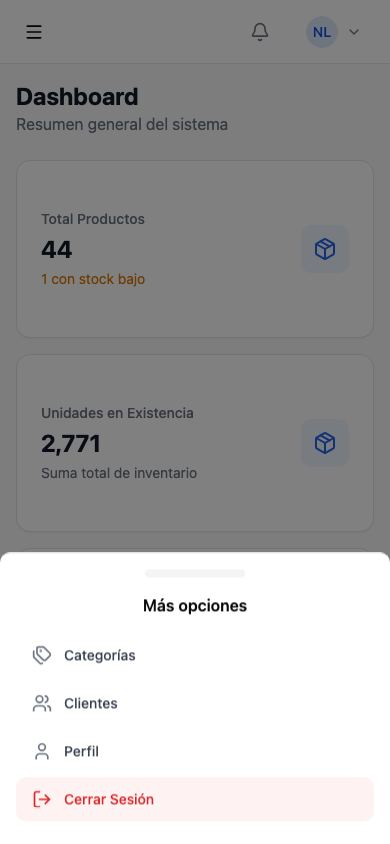 NL
Dashboard
Resumen general del sistema
Total Productos
44
1 con stock bajo
Unidades en Existencia
2,771
Suma total de inventario
Más opciones
Categorías
Clientes
Perfil
Cerrar Sesión